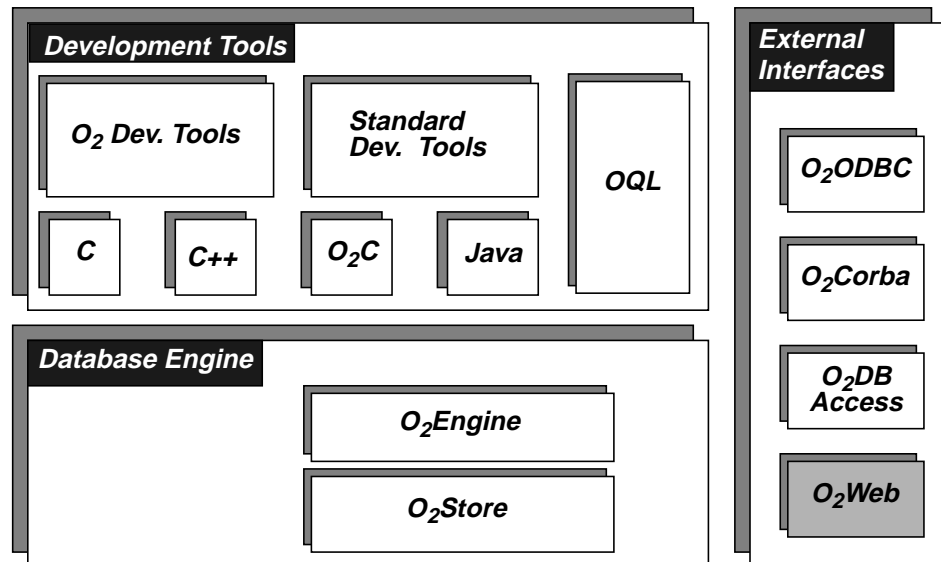 Development Tools
O₂ Dev. Tools
Standard
Dev. Tools
OQL
C
C++
O₂C
Java
Database Engine
O₂Engine
O₂Store
External
Interfaces
O₂ODBC
O₂Corba
O₂DB
Access
O₂Web